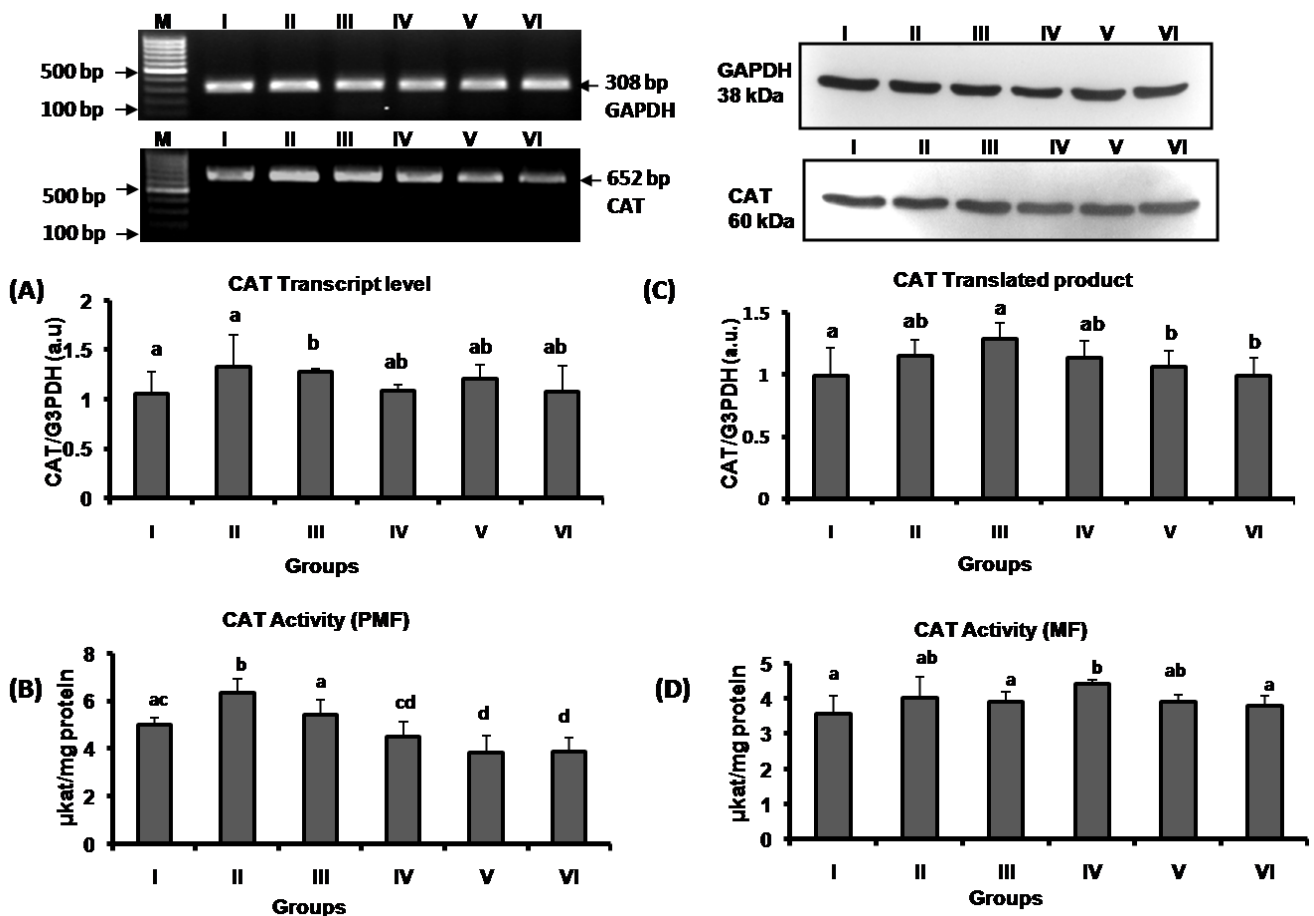 M I II III IV V VI
500 bp
100 bp
308 bp
GAPDH
M I II III IV V VI
500 bp
100 bp
652 bp
CAT
(A)
CAT Transcript level
CAT/G3PDH (a.u)
2
1.5
1
0.5
0
a a b ab ab ab
I II III IV V VI
Groups
(B)
CAT Activity (PMF)
µkat/mg protein
8
6
4
2
0
ac b a cd d d
I II III IV V VI
Groups
I II III IV V VI
GAPDH
38 kDa
I II III IV V VI
CAT
60 kDa
(C)
CAT Translated product
CAT/G3PDH (a.u.)
1.5
1
0.5
0
a ab a ab b b
I II III IV V VI
Groups
(D)
CAT Activity (MF)
µkat/mg protein
5
4
3
2
1
0
a ab a b ab a
I II III IV V VI
Groups